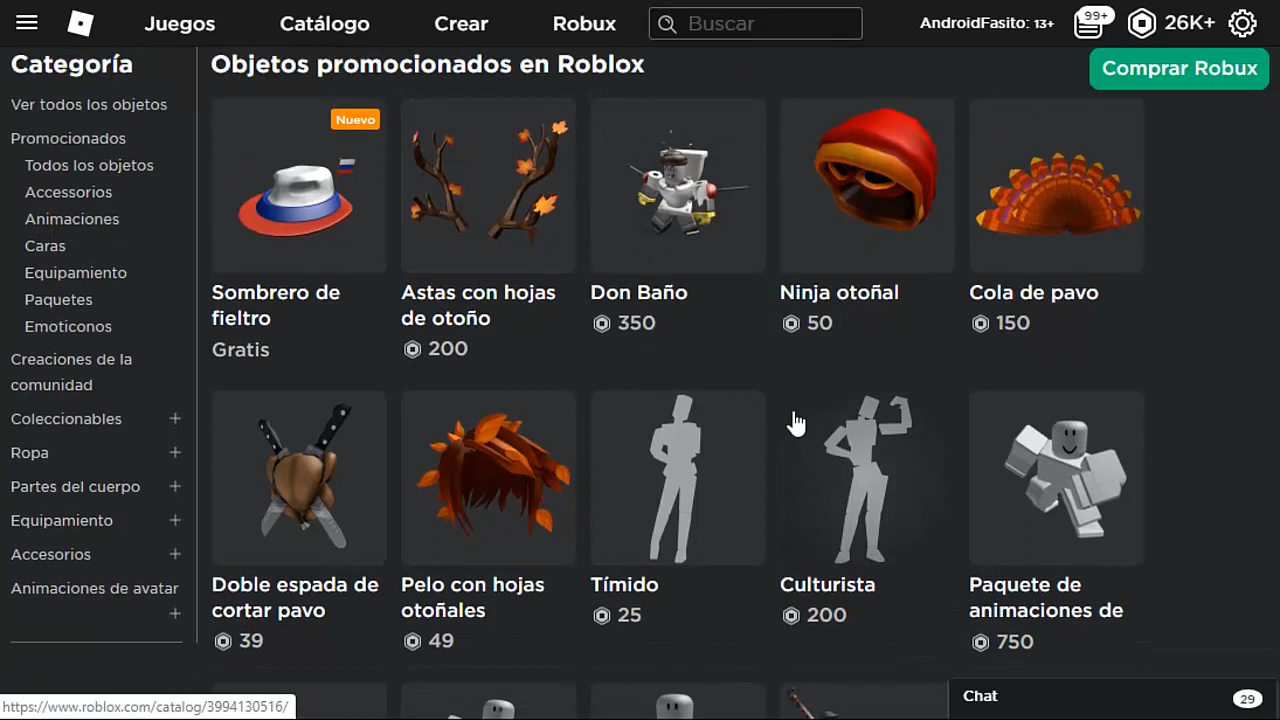 Juegos Catálogo Crear Robux Buscar AndroidFasito: 13+ 99+ 26K+
Categoría
Ver todos los objetos
Promocionados
Todos los objetos
Accessorios
Animaciones
Caras
Equipamiento
Paquetes
Emoticonos
Creaciones de la
comunidad
Coleccionables +
Ropa +
Partes del cuerpo +
Equipamiento +
Accesorios +
Animaciones de avatar
+
Objetos promocionados en Roblox
Comprar Robux
Nuevo
Sombrero de
fieltro
Gratis
Astas con hojas
de otoño
200
Don Baño
350
Ninja otoñal
50
Cola de pavo
150
Doble espada de
cortar pavo
39
Pelo con hojas
otoñales
49
Tímido
25
Culturista
200
Paquete de
animaciones de
750
Chat 29
https://www.roblox.com/catalog/3994130516/